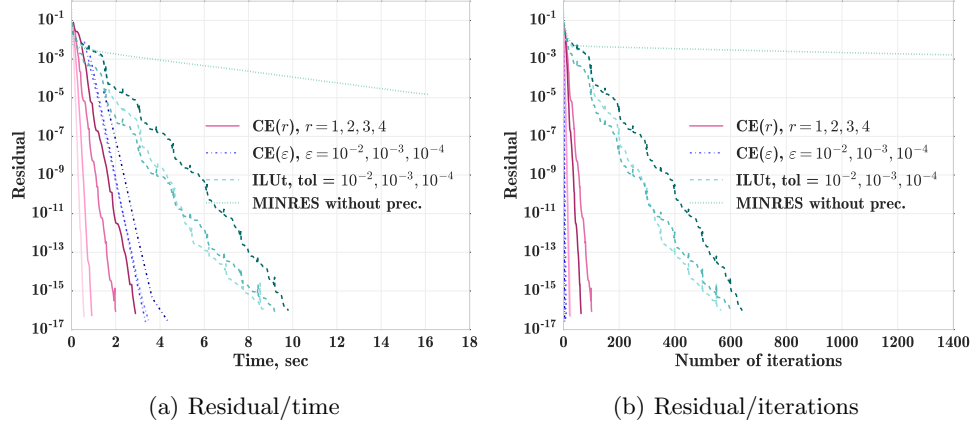 10^-1
10^-3
10^-5
10^-7
10^-9
10^-11
10^-13
10^-15
10^-17
Residual
CE(r), r = 1, 2, 3, 4
CE(ε), ε = 10^-2, 10^-3, 10^-4
ILUt, tol = 10^-2, 10^-3, 10^-4
MINRES without prec.
0 2 4 6 8 10 12 14 16 18
Time, sec
(a) Residual/time
10^-1
10^-3
10^-5
10^-7
10^-9
10^-11
10^-13
10^-15
10^-17
Residual
CE(r), r = 1, 2, 3, 4
CE(ε), ε = 10^-2, 10^-3, 10^-4
ILUt, tol = 10^-2, 10^-3, 10^-4
MINRES without prec.
0 200 400 600 800 1000 1200 1400
Number of iterations
(b) Residual/iterations